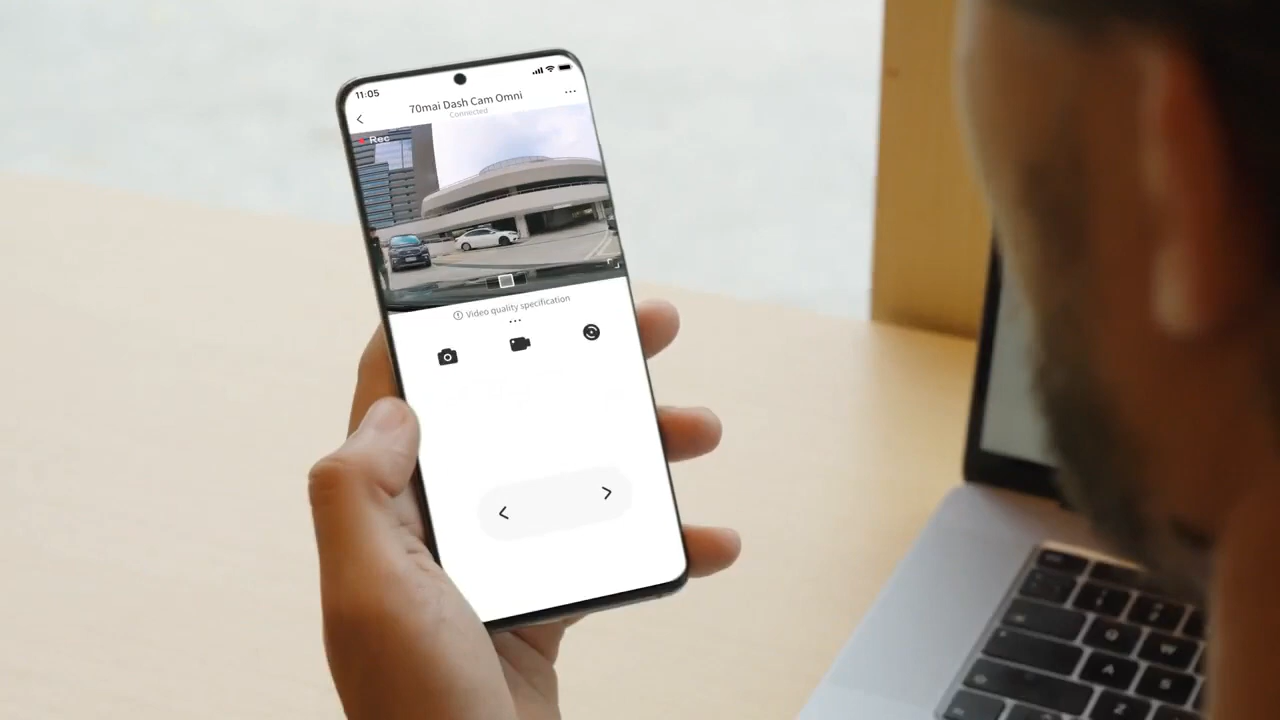 11:05
70mai Dash Cam Omni
Connected
Rec
Video quality specification
Q
W
A
S
Z